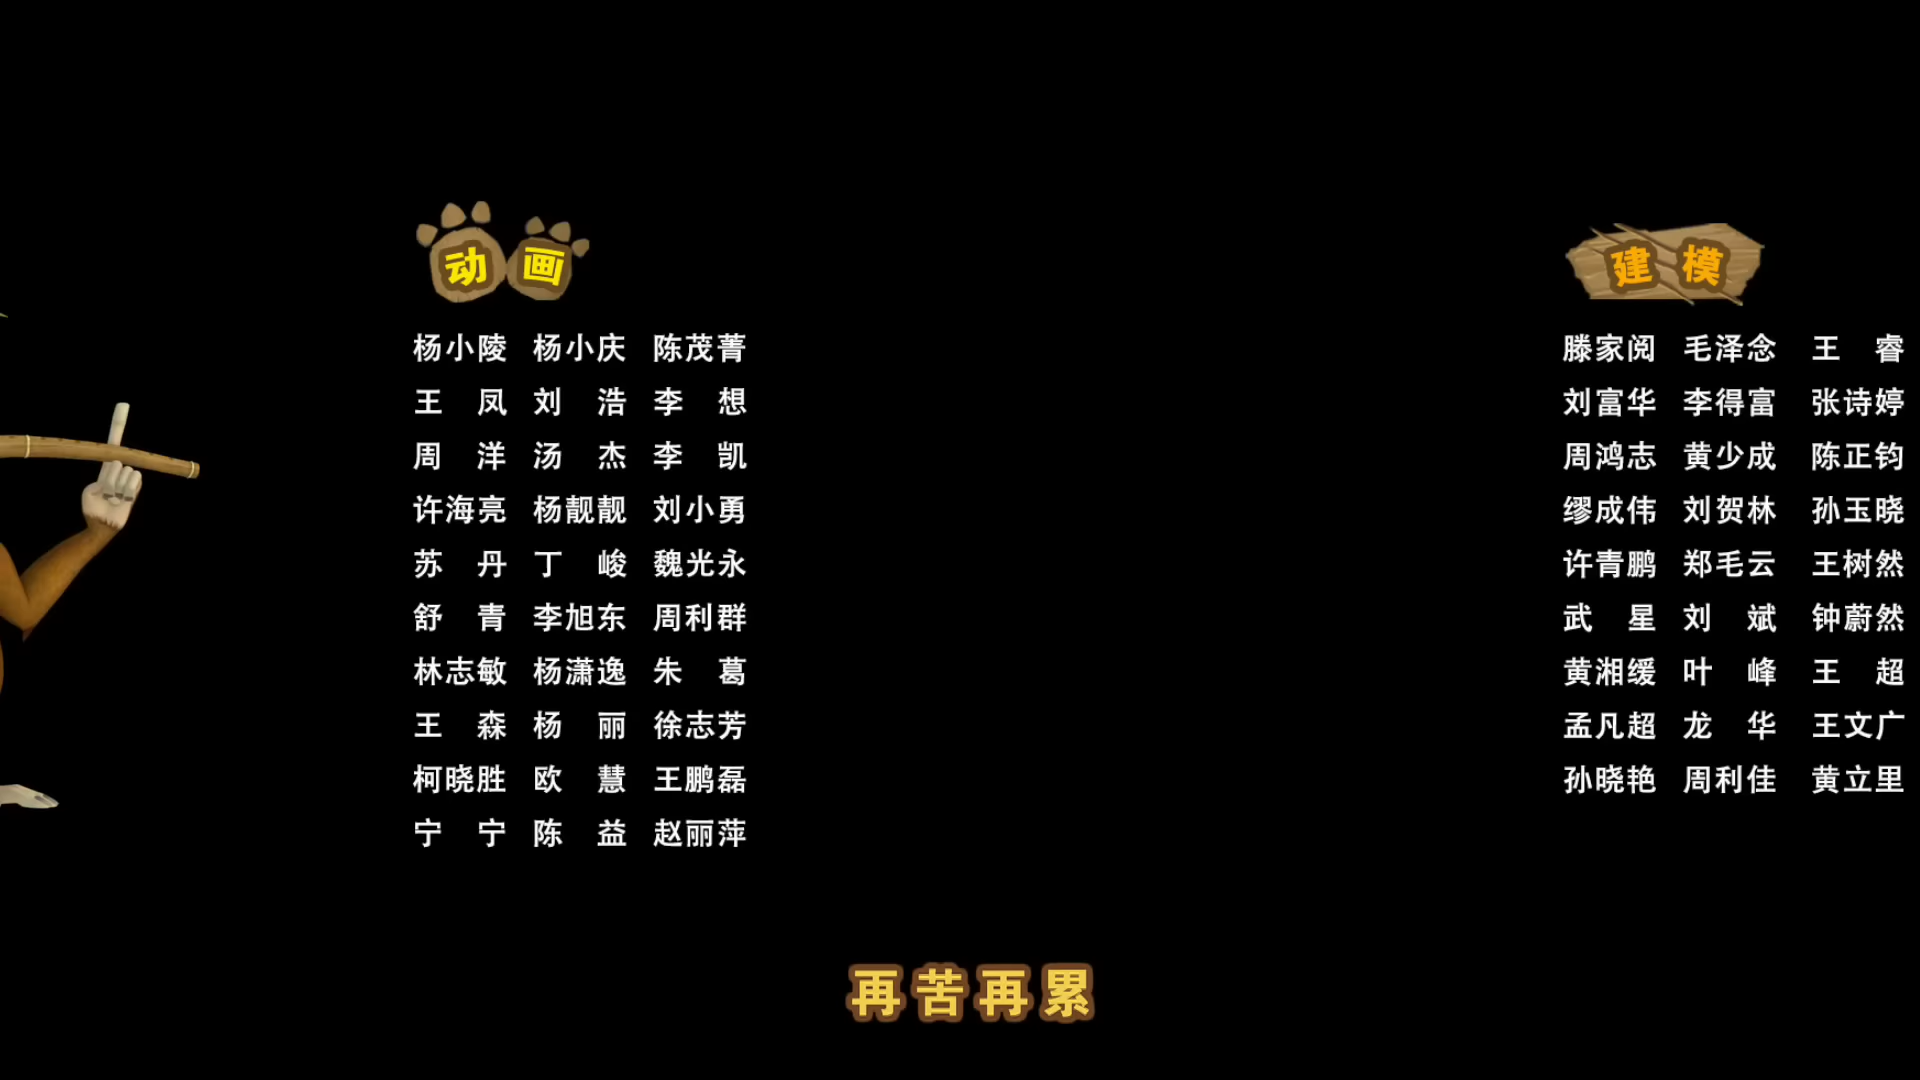 动画
杨小陵 杨小庆 陈茂菁
王 凤 刘 浩 李 想
周 洋 汤 杰 李 凯
许海亮 杨靓靓 刘小勇
苏 丹 丁 峻 魏光永
舒 青 李旭东 周利群
林志敏 杨潇逸 朱 葛
王 森 杨 丽 徐志芳
柯晓胜 欧 慧 王鹏磊
宁 宁 陈 益 赵丽萍
建模
滕家阅 毛泽念 王 睿
刘富华 李得富 张诗婷
周鸿志 黄少成 陈正钧
缪成伟 刘贺林 孙玉晓
许青鹏 郑毛云 王树然
武 星 刘 斌 钟蔚然
黄湘缓 叶 峰 王 超
孟凡超 龙 华 王文广
孙晓艳 周利佳 黄立里
再苦再累